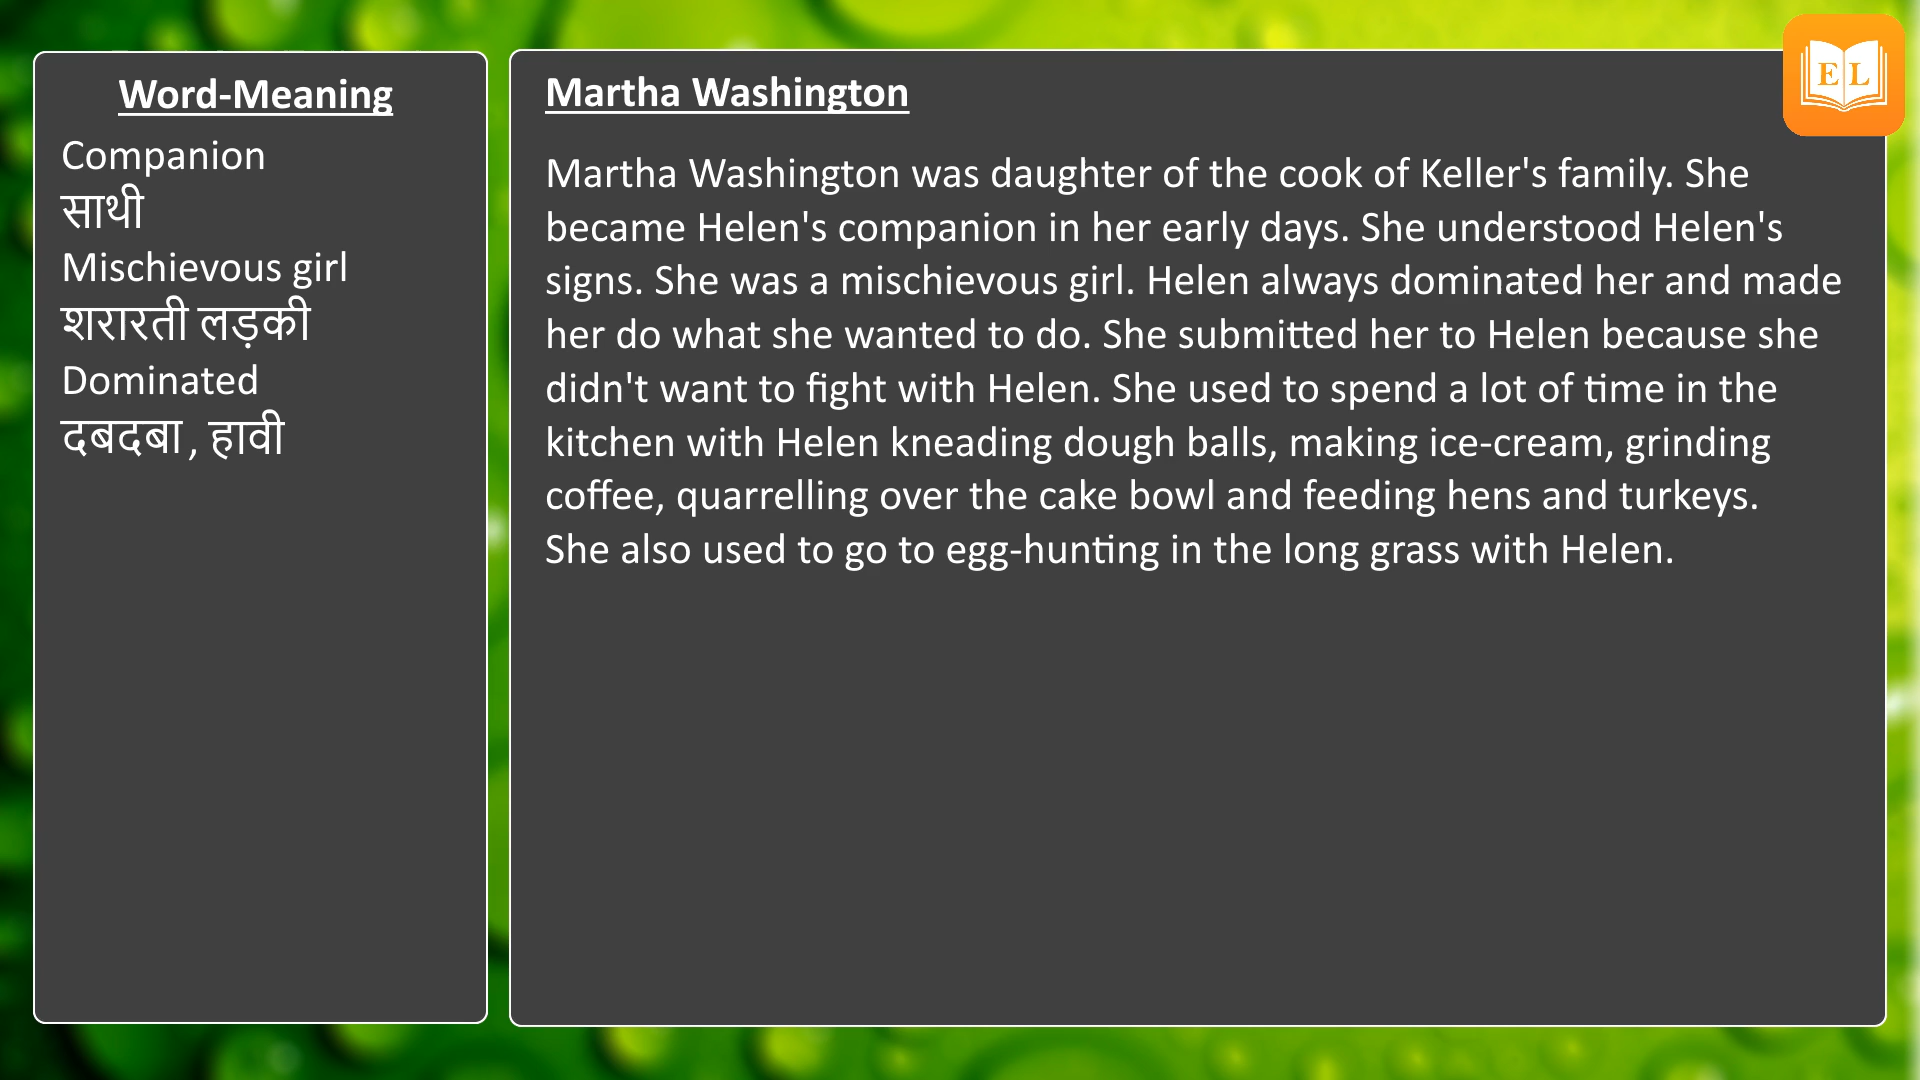 Word-Meaning
Companion
साथी
Mischievous girl
शरारती लड़की
Dominated
दबदबा, हावी
Martha Washington
Martha Washington was daughter of the cook of Keller's family. She
became Helen's companion in her early days. She understood Helen's
signs. She was a mischievous girl. Helen always dominated her and made
her do what she wanted to do. She submitted her to Helen because she
didn't want to fight with Helen. She used to spend a lot of time in the
kitchen with Helen kneading dough balls, making ice-cream, grinding
coffee, quarrelling over the cake bowl and feeding hens and turkeys.
She also used to go to egg-hunting in the long grass with Helen.
E L